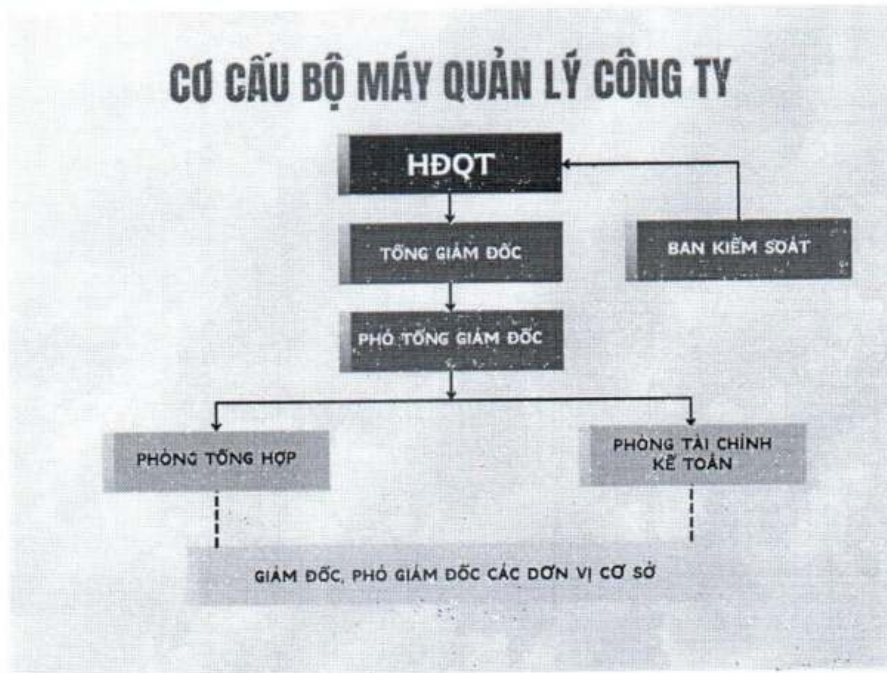 CƠ CẤU BỘ MÁY QUẢN LÝ CÔNG TY
HĐQT
TỔNG GIÁM ĐỐC
BAN KIỂM SOÁT
PHÓ TỔNG GIÁM ĐỐC
PHÒNG TỔNG HỢP
PHÒNG TÀI CHÍNH
KẾ TOÁN
GIÁM ĐỐC, PHÓ GIÁM ĐỐC CÁC DƠN VỊ CƠ SỞ